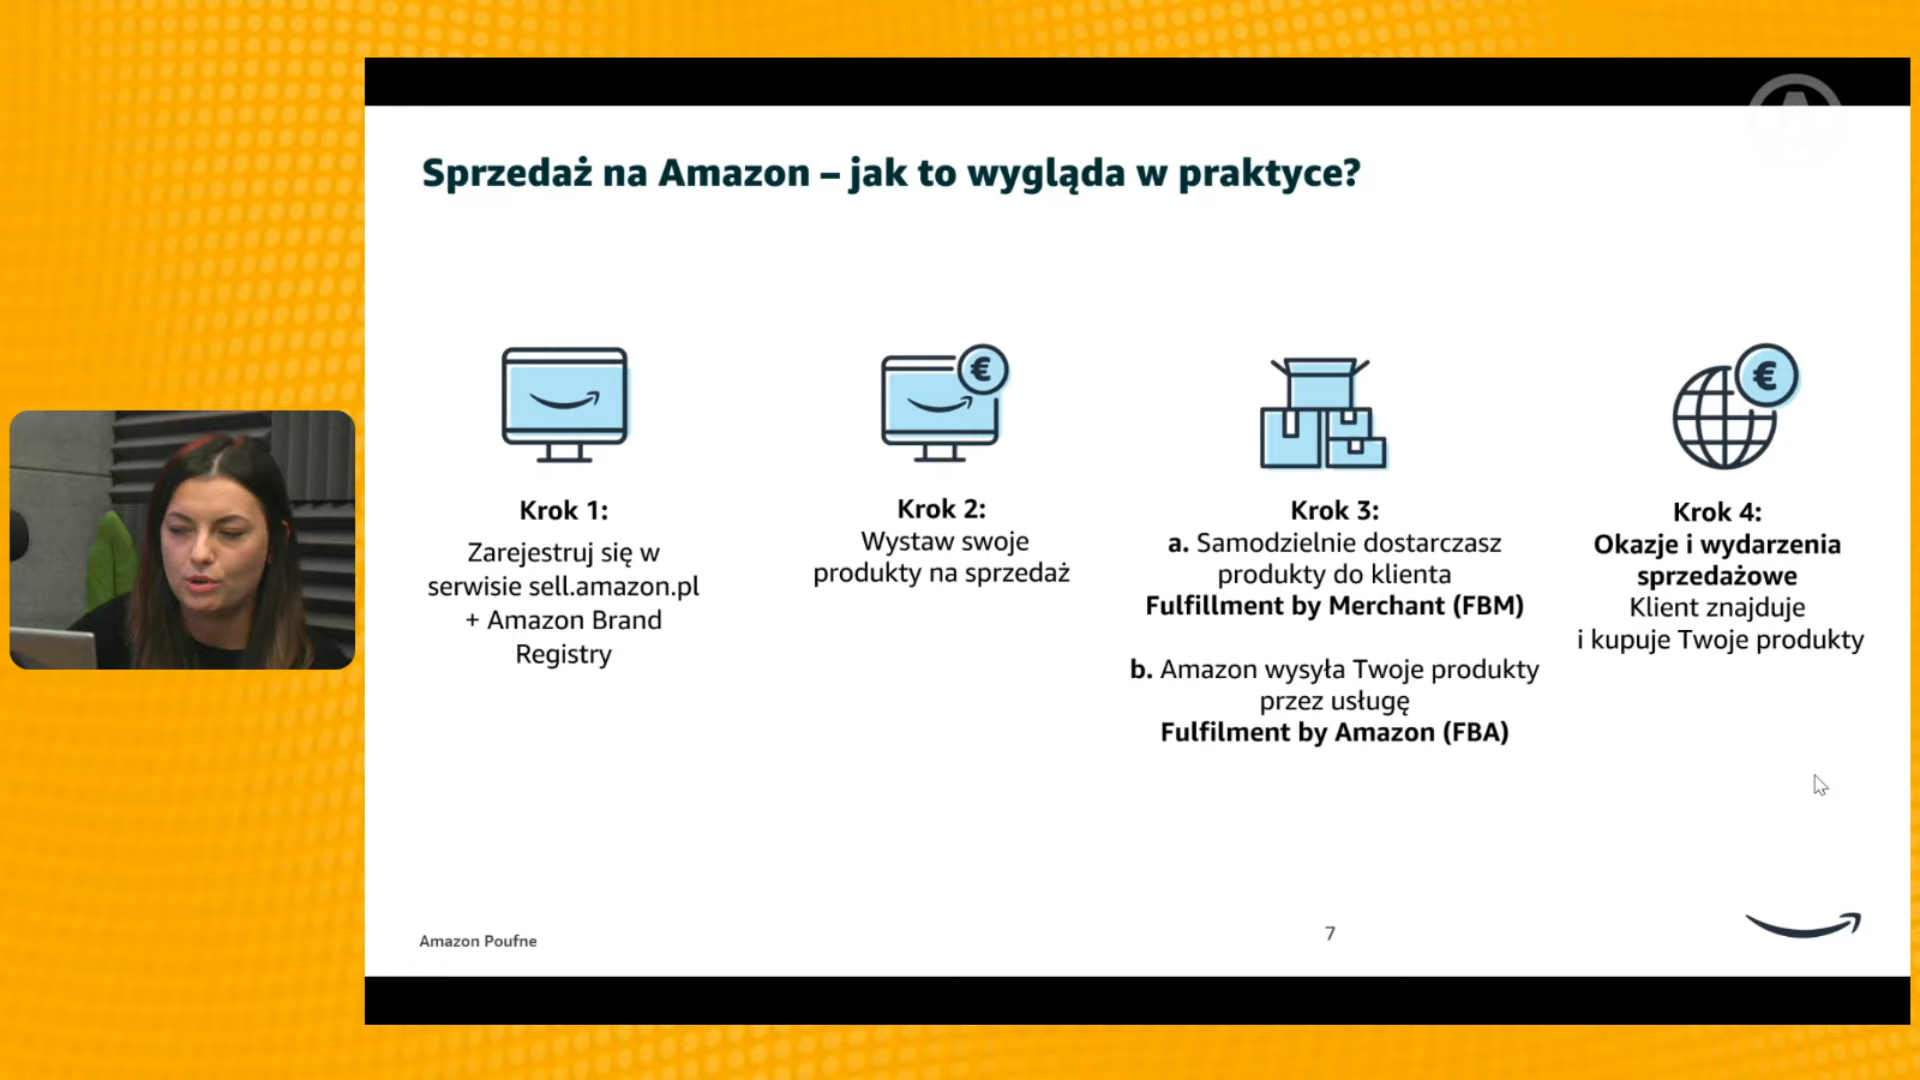 Sprzedaż na Amazon – jak to wygląda w praktyce?
Krok 1:
Zarejestruj się w
serwisie sell.amazon.pl
+ Amazon Brand
Registry
Krok 2:
Wystaw swoje
produkty na sprzedaż
Krok 3:
a. Samodzielnie dostarczasz
produkty do klienta
Fulfillment by Merchant (FBM)
b. Amazon wysyła Twoje produkty
przez usługę
Fulfilment by Amazon (FBA)
Krok 4:
Okazje i wydarzenia
sprzedażowe
Klient znajduje
i kupuje Twoje produkty
Amazon Poufne
7